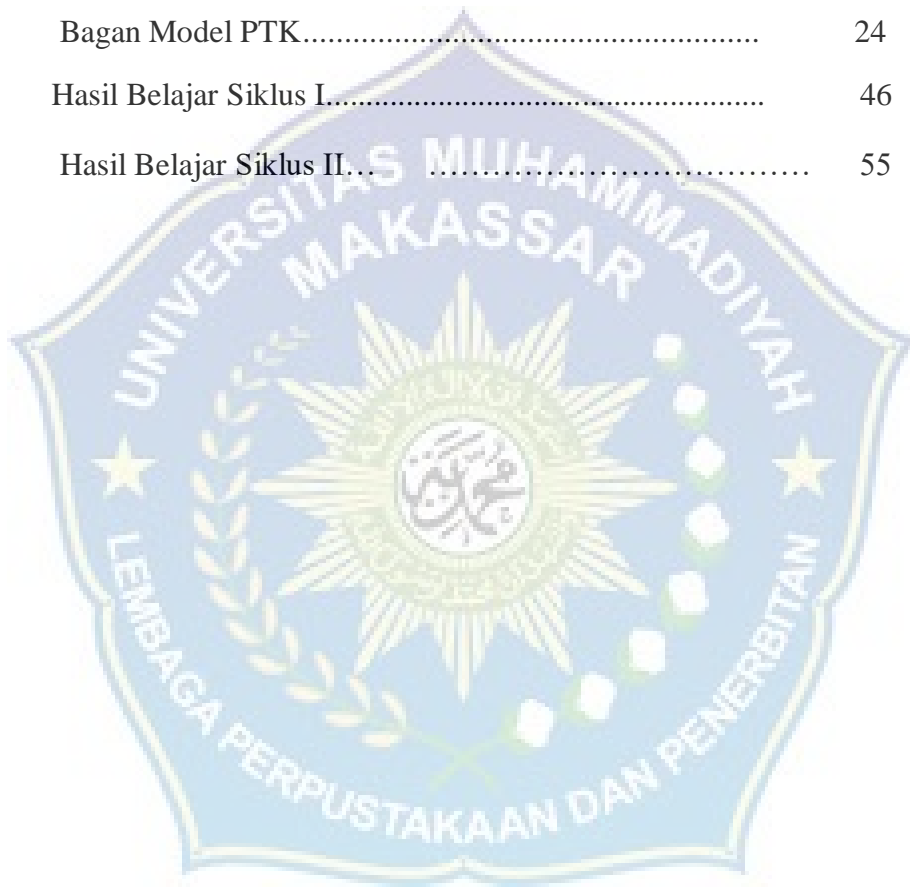 Bagan Model PTK....................................................... 24
Hasil Belajar Siklus I..................................................... 46
Hasil Belajar Siklus II… ……………………………… 55
UNIVERSITAS MUHAMMADIYAH
MAKASSAR
محمدية
LEMBAGA PERPUSTAKAAN DAN PENERBITAN